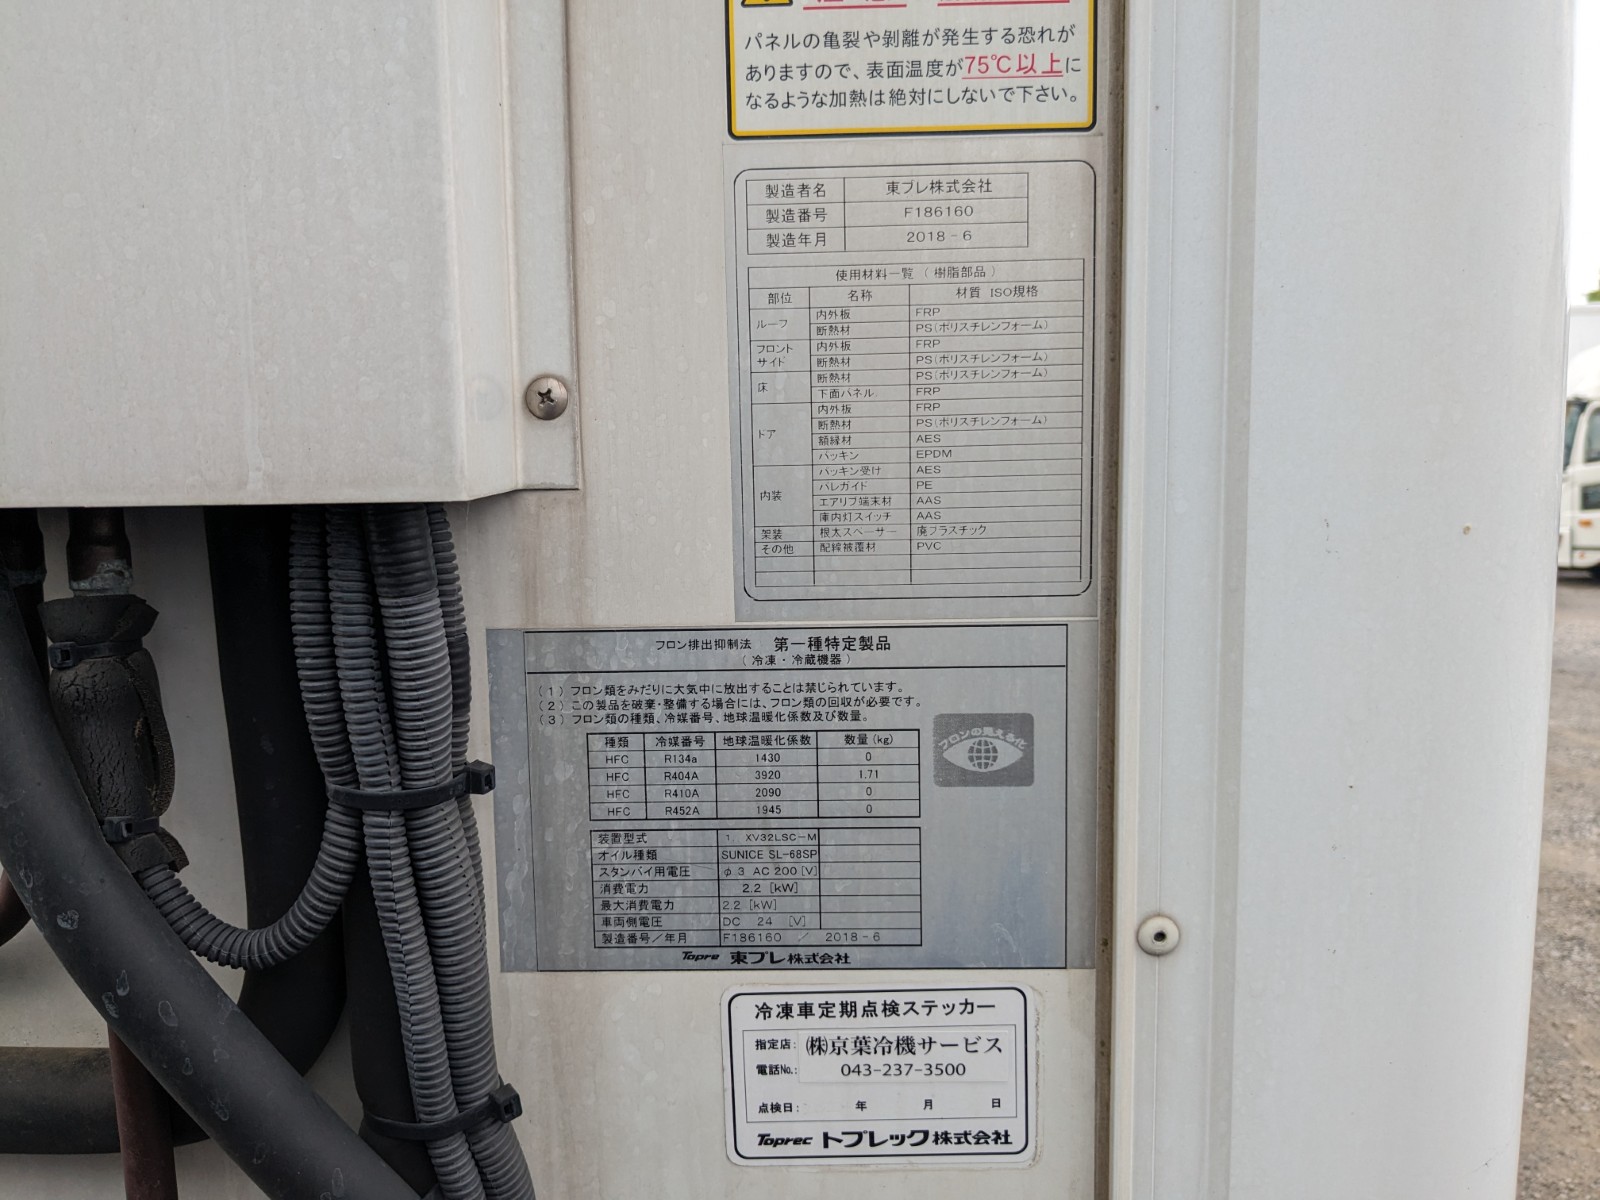 パネルの亀裂や剥離が発生する恐れが
ありますので、表面温度が75℃以上に
なるような加熱は絶対にしないで下さい。
製造者名 東プレ株式会社
製造番号 F186160
製造年月 2018-6
使用材料一覧(樹脂部品)
部位 名称 材質 ISO規格
ルーフ 内外板 FRP
断熱材 PS(ポリスチレンフォーム)
フロント サイド 内外板 FRP
断熱材 PS(ポリスチレンフォーム)
床 断熱材 PS(ポリスチレンフォーム)
下面パネル FRP
ドア 内外板 FRP
断熱材 PS(ポリスチレンフォーム)
額縁材 AES
パッキン EPDM
内装 パッキン受け AES
バレガイド PE
エアリブ端末材 AAS
庫内灯スイッチ AAS
架装 根太スペーサー 廃プラスチック
その他 配線被覆材 PVC
フロン排出抑制法 第一種特定製品
(冷凍・冷蔵機器)
(1)フロン類をみだりに大気中に放出することは禁じられています。
(2)この製品を破棄・整備する場合には、フロン類の回収が必要です。
(3)フロン類の種類、冷媒番号、地球温暖化係数及び数量。
種類 冷媒番号 地球温暖化係数 数量(kg)
HFC R134a 1430 0
HFC R404A 3920 1.71
HFC R410A 2090 0
HFC R452A 1945 0
フロンの見える化
装置型式 1. XV32LSC-M
オイル種類 SUNICE SL-68SP
スタンバイ用電圧 φ3 AC200[V]
消費電力 2.2[kW]
最大消費電力 2.2[kW]
車両側電圧 DC 24 [V]
製造番号/年月 F186160 / 2018-6
Topre 東プレ株式会社
冷凍車定期点検ステッカー
指定店: ㈱京葉冷機サービス
電話No.: 043-237-3500
点検日: 年 月 日
Toprec トプレック株式会社